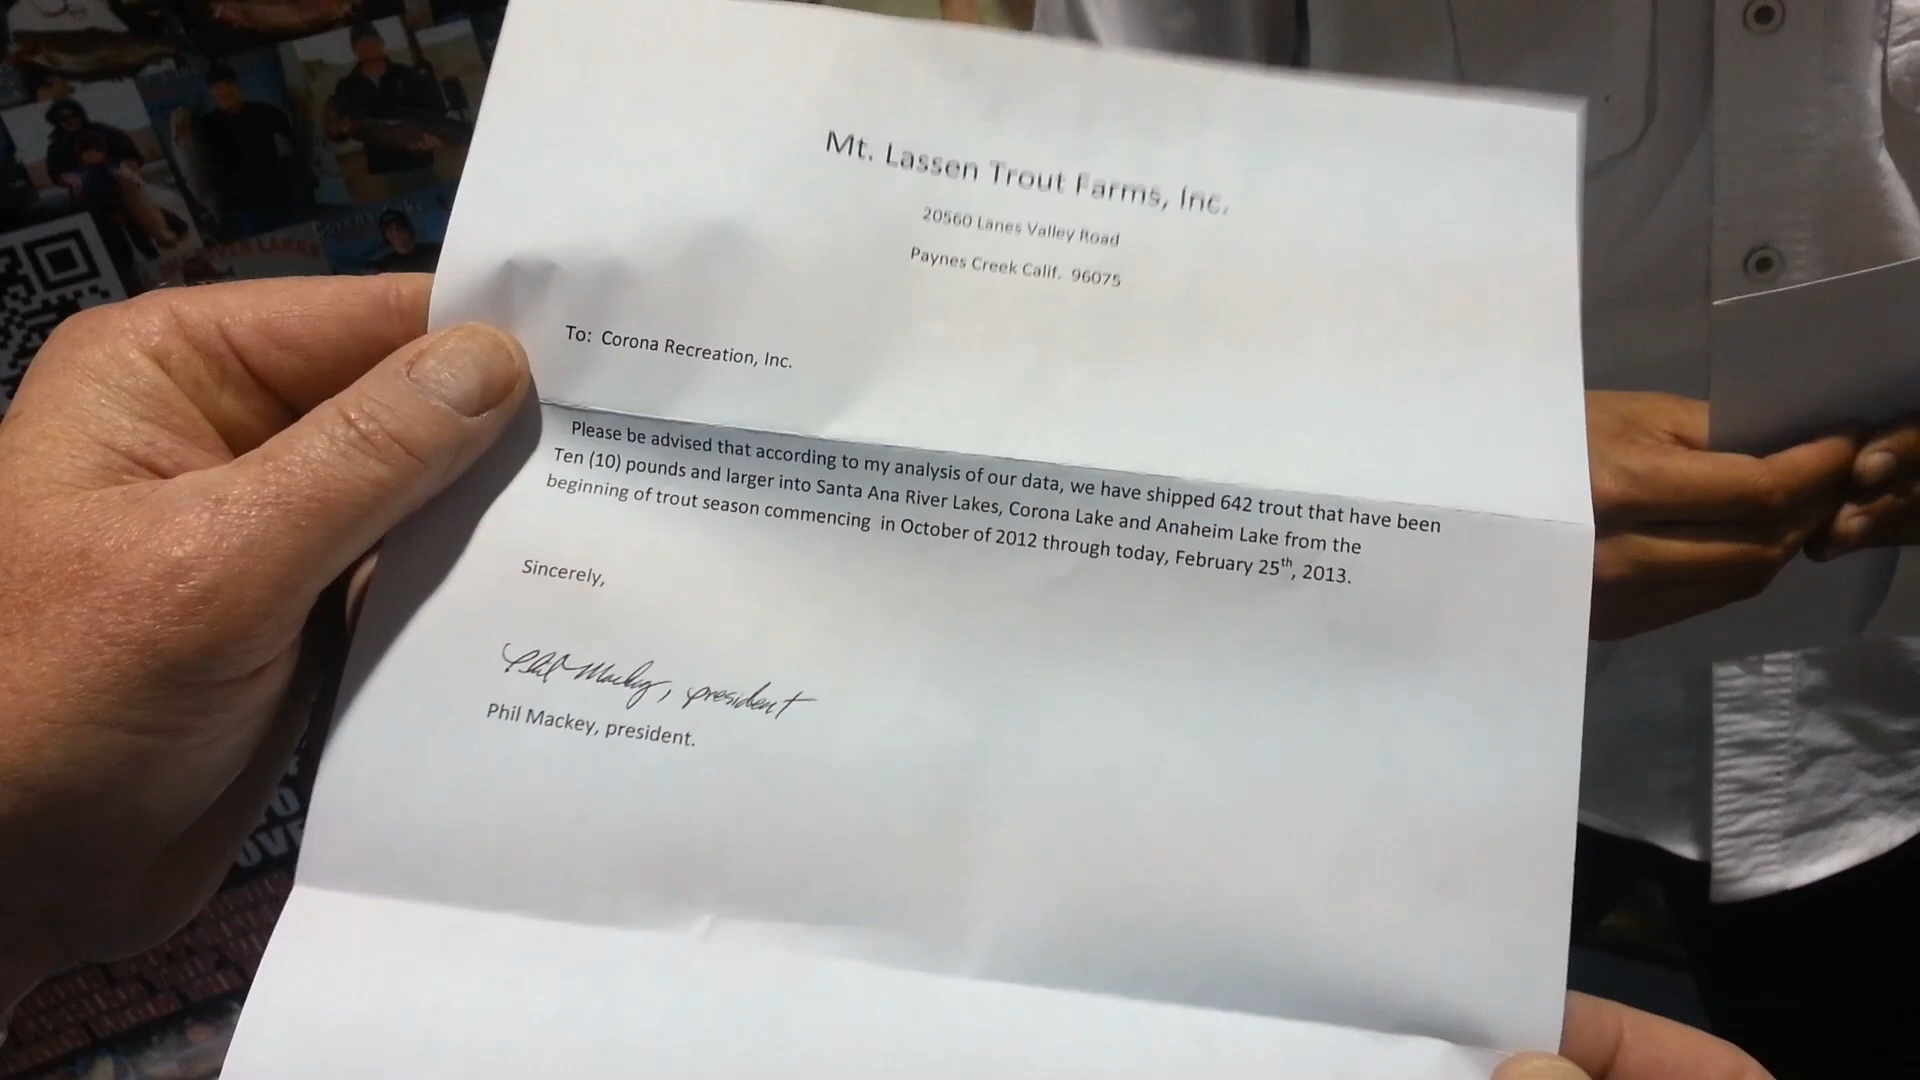 Mt. Lassen Trout Farms, Inc.
20560 Lanes Valley Road
Paynes Creek Calif. 96075
To: Corona Recreation, Inc.
Please be advised that according to my analysis of our data, we have shipped 642 trout that have been
Ten (10) pounds and larger into Santa Ana River Lakes, Corona Lake and Anaheim Lake from the
beginning of trout season commencing in October of 2012 through today, February 25th, 2013.
Sincerely,
Phil Mackey, president
Phil Mackey, president.
Corona Lake